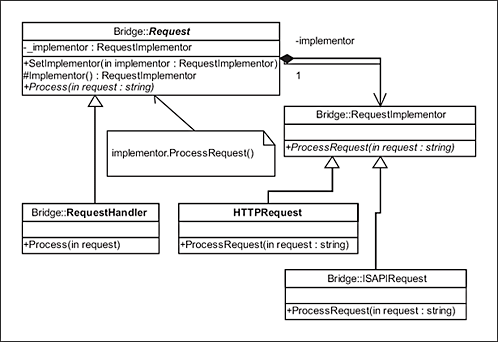 Bridge::Request
-_implementor : RequestImplementor
+SetImplementor(in implementor : RequestImplementor)
#Implementor() : RequestImplementor
+Process(in request : string)
-implementor
1
Bridge::RequestImplementor
+ProcessRequest(in request : string)
implementor.ProcessRequest()
Bridge::RequestHandler
+Process(in request)
HTTPRequest
+ProcessRequest(in request : string)
Bridge::ISAPIRequest
+ProcessRequest(in request : string)